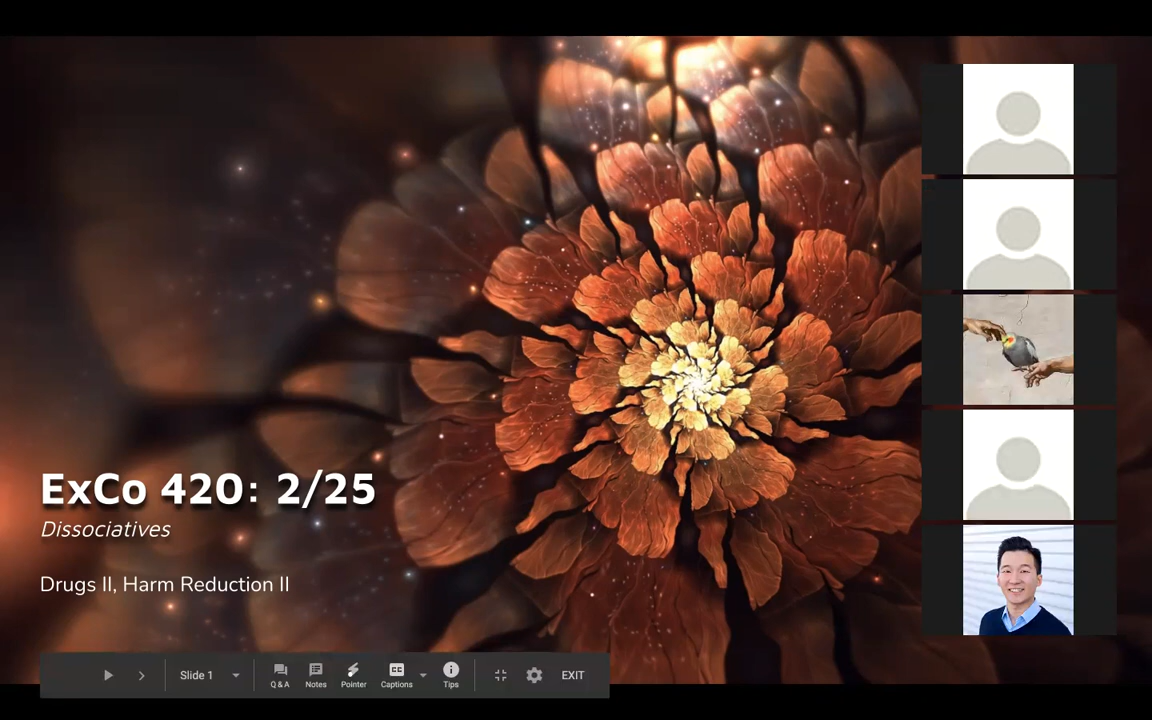 ExCo 420: 2/25
Dissociatives
Drugs II, Harm Reduction II
Slide 1
Q & A
Notes
Pointer
Captions
Tips
EXIT